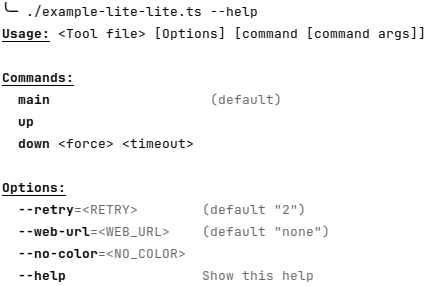 ╰─ ./example-lite-lite.ts --help
Usage: <Tool file> [Options] [command [command args]]

Commands:
  main                    (default)
  up
  down <force> <timeout>

Options:
  --retry=<RETRY>        (default "2")
  --web-url=<WEB_URL>    (default "none")
  --no-color=<NO_COLOR>
  --help                 Show this help